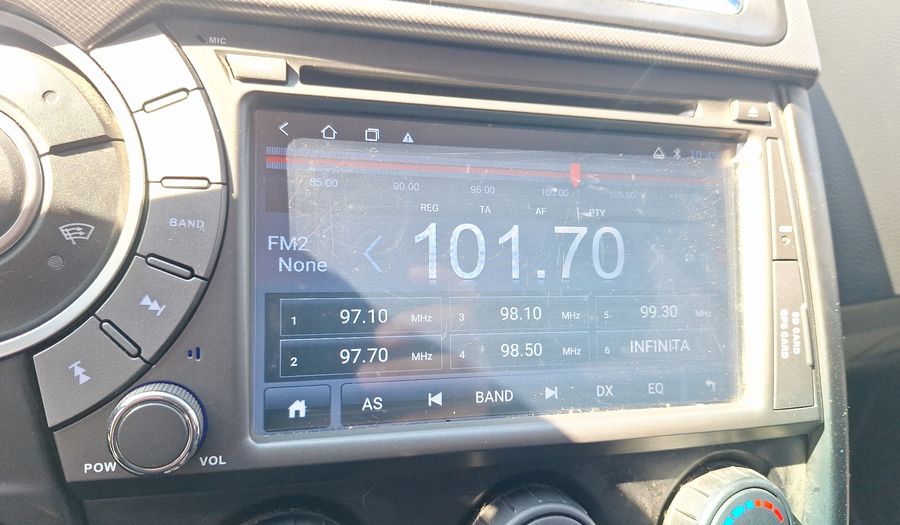 MIC
85.00 90.00 95.00 100.00 105.00
REG TA AF PTY
BAND
FM2
None
101.70
1 97.10 MHz
3 98.10 MHz
5 99.30 MHz
2 97.70 MHz
4 98.50 MHz
6 INFINITA
AS BAND DX EQ
POW VOL
SD CARD
GPS CARD